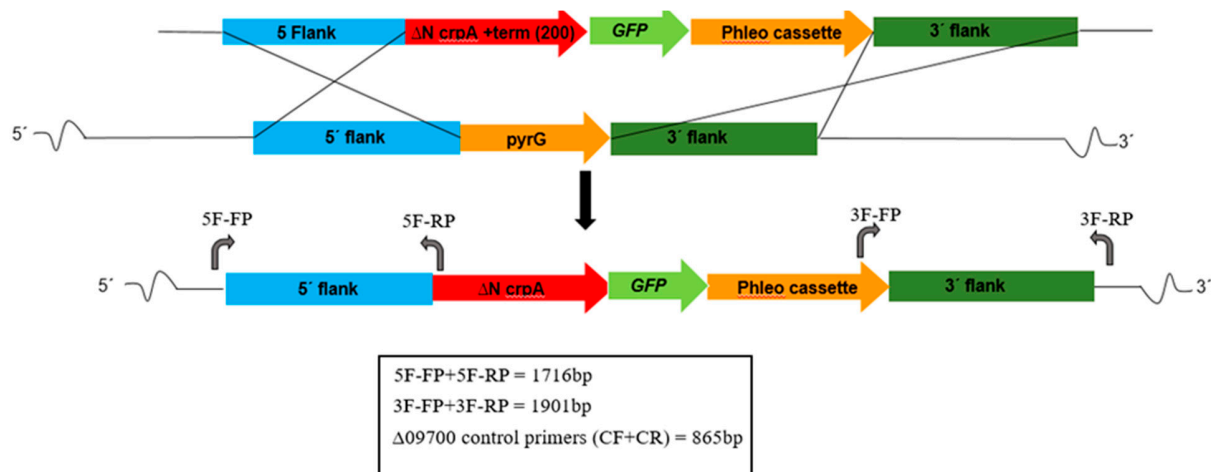 5 Flank ΔN crpA +term (200) GFP Phleo cassette 3´ flank
5´ 5´ flank pyrG 3´ flank 3´
5F-FP 5F-RP 3F-FP 3F-RP
5´ 5´ flank ΔN crpA GFP Phleo cassette 3´ flank 3´
5F-FP+5F-RP = 1716bp
3F-FP+3F-RP = 1901bp
Δ09700 control primers (CF+CR) = 865bp